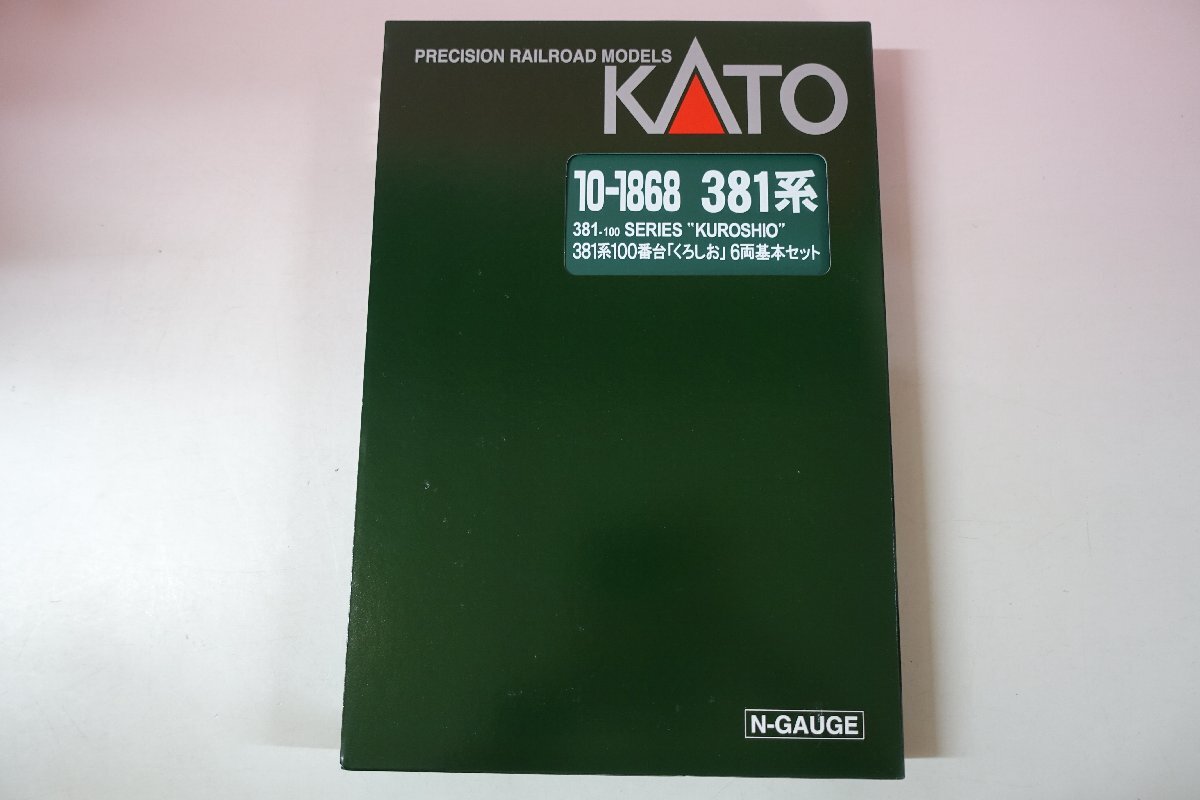 PRECISION RAILROAD MODELS
KATO
10-1868 381系
381-100 SERIES "KUROSHIO"
381系100番台「くろしお」6両基本セット
N-GAUGE